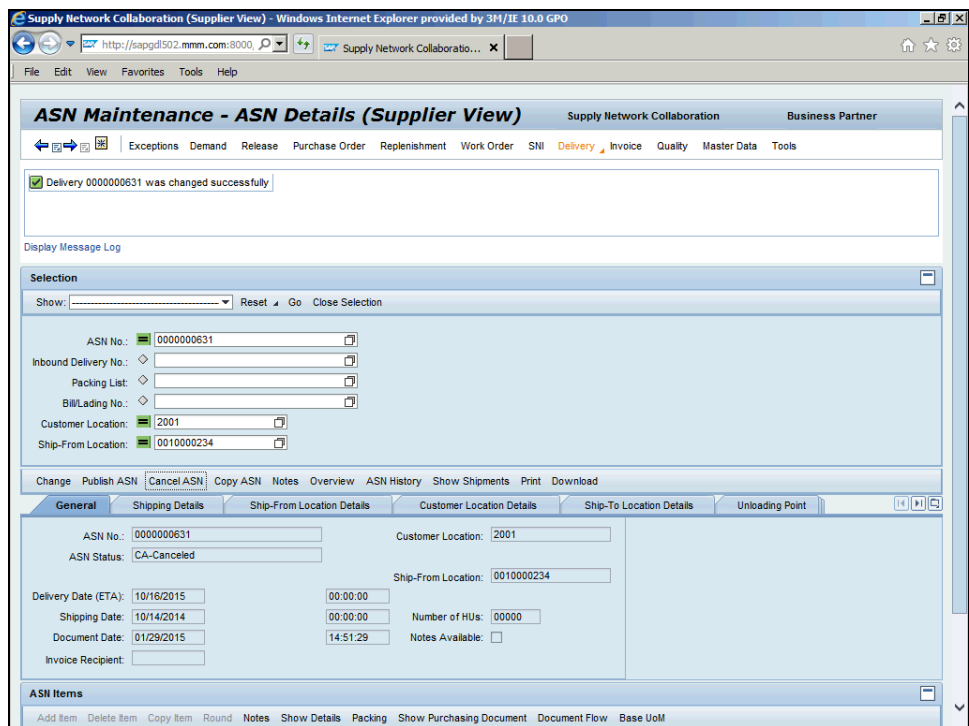 Supply Network Collaboration (Supplier View) - Windows Internet Explorer provided by 3M/IE 10.0 GPO
http://sapgdl502.mmm.com:8000, Supply Network Collaboratio...
File Edit View Favorites Tools Help
ASN Maintenance - ASN Details (Supplier View) Supply Network Collaboration Business Partner
Exceptions Demand Release Purchase Order Replenishment Work Order SNI Delivery Invoice Quality Master Data Tools
Delivery 0000000631 was changed successfully
Display Message Log
Selection
Show: ---------------------------------------- Reset Go Close Selection
ASN No.: 0000000631
Inbound Delivery No.:
Packing List:
Bill/Lading No.:
Customer Location: 2001
Ship-From Location: 0010000234
Change Publish ASN Cancel ASN Copy ASN Notes Overview ASN History Show Shipments Print Download
General Shipping Details Ship-From Location Details Customer Location Details Ship-To Location Details Unloading Point
ASN No.: 0000000631 Customer Location: 2001
ASN Status: CA-Canceled
Ship-From Location: 0010000234
Delivery Date (ETA): 10/16/2015 00:00:00
Shipping Date: 10/14/2014 00:00:00 Number of HUs: 00000
Document Date: 01/29/2015 14:51:29 Notes Available:
Invoice Recipient:
ASN Items
Add Item Delete Item Copy Item Round Notes Show Details Packing Show Purchasing Document Document Flow Base UoM